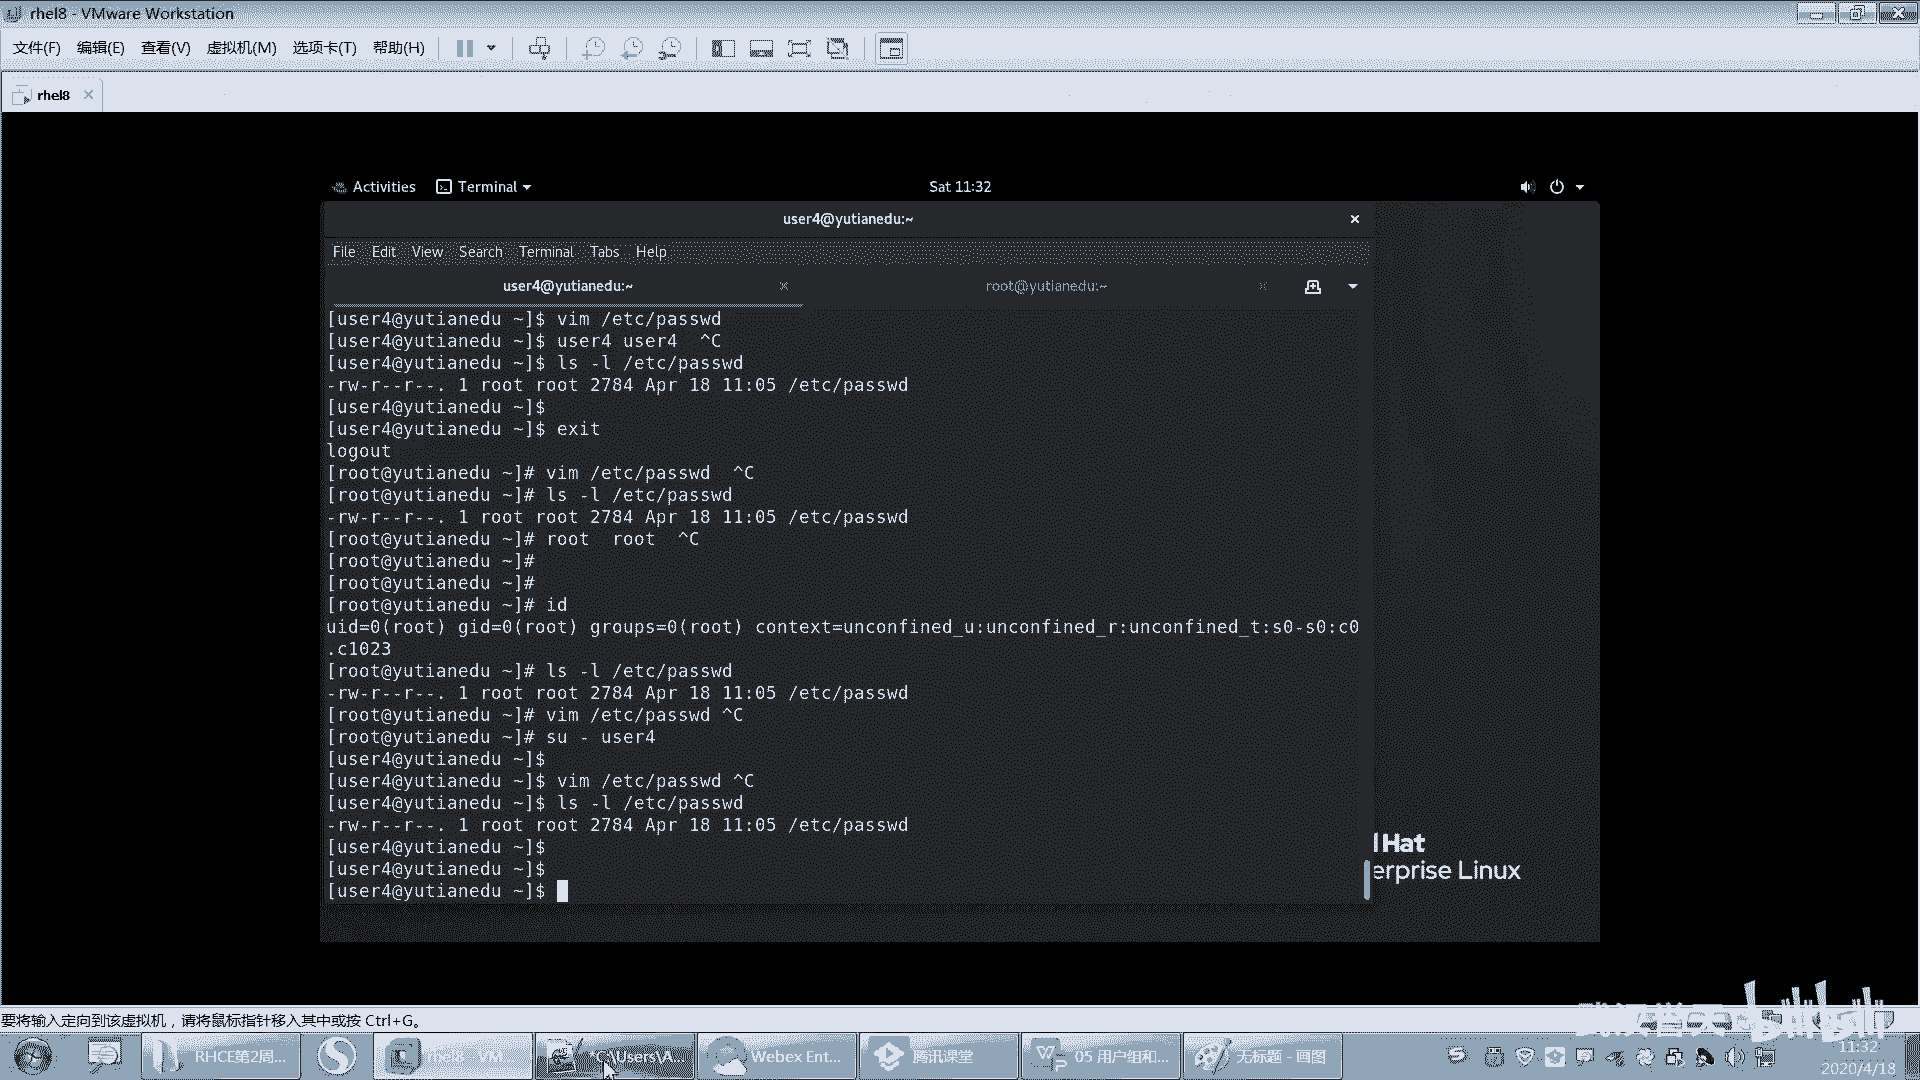 rhel8 - VMware Workstation
文件(F) 编辑(E) 查看(V) 虚拟机(M) 选项卡(T) 帮助(H)
rhel8
Activities Terminal Sat 11:32
user4@yutianedu:~
File Edit View Search Terminal Tabs Help
user4@yutianedu:~ root@yutianedu:~
[user4@yutianedu ~]$ vim /etc/passwd
[user4@yutianedu ~]$ user4 user4  ^C
[user4@yutianedu ~]$ ls -l /etc/passwd
-rw-r--r--. 1 root root 2784 Apr 18 11:05 /etc/passwd
[user4@yutianedu ~]$
[user4@yutianedu ~]$ exit
logout
[root@yutianedu ~]# vim /etc/passwd  ^C
[root@yutianedu ~]# ls -l /etc/passwd
-rw-r--r--. 1 root root 2784 Apr 18 11:05 /etc/passwd
[root@yutianedu ~]# root  root  ^C
[root@yutianedu ~]#
[root@yutianedu ~]#
[root@yutianedu ~]# id
uid=0(root) gid=0(root) groups=0(root) context=unconfined_u:unconfined_r:unconfined_t:s0-s0:c0
.c1023
[root@yutianedu ~]# ls -l /etc/passwd
-rw-r--r--. 1 root root 2784 Apr 18 11:05 /etc/passwd
[root@yutianedu ~]# vim /etc/passwd ^C
[root@yutianedu ~]# su - user4
[user4@yutianedu ~]$
[user4@yutianedu ~]$ vim /etc/passwd ^C
[user4@yutianedu ~]$ ls -l /etc/passwd
-rw-r--r--. 1 root root 2784 Apr 18 11:05 /etc/passwd
[user4@yutianedu ~]$
[user4@yutianedu ~]$
[user4@yutianedu ~]$
Hat
erprise Linux
要将输入定向到该虚拟机，请将鼠标指针移入其中或按 Ctrl+G。
bilibili
RHCE第2周... rhel8 - VM... *C:\Users\A... Webex Ent... 腾讯课堂 05 用户组和... 无标题 - 画图
11:32
2020/4/18